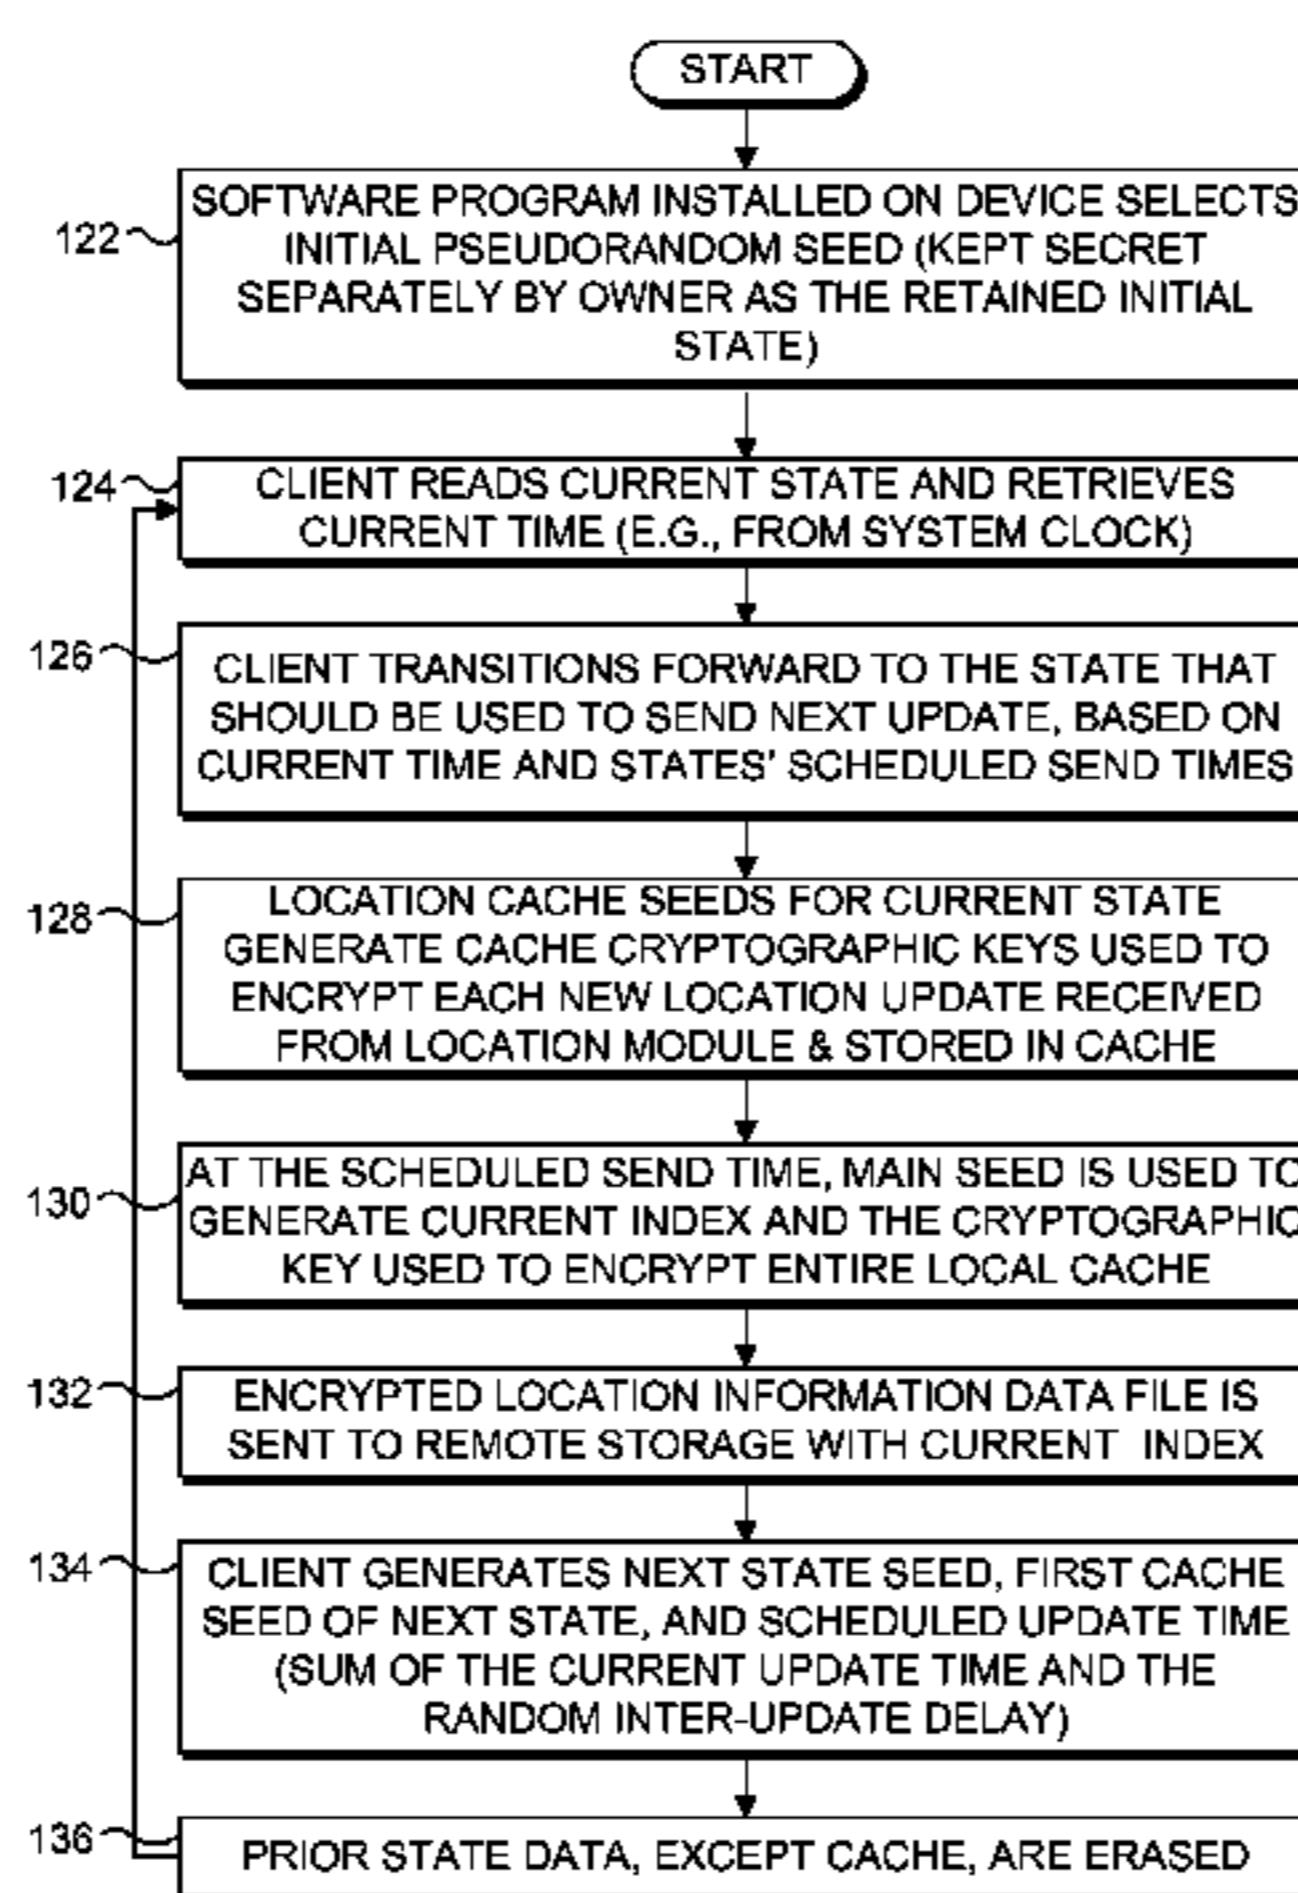 START
122
SOFTWARE PROGRAM INSTALLED ON DEVICE SELECTS
INITIAL PSEUDORANDOM SEED (KEPT SECRET
SEPARATELY BY OWNER AS THE RETAINED INITIAL
STATE)
124
CLIENT READS CURRENT STATE AND RETRIEVES
CURRENT TIME (E.G., FROM SYSTEM CLOCK)
126
CLIENT TRANSITIONS FORWARD TO THE STATE THAT
SHOULD BE USED TO SEND NEXT UPDATE, BASED ON
CURRENT TIME AND STATES' SCHEDULED SEND TIMES
128
LOCATION CACHE SEEDS FOR CURRENT STATE
GENERATE CACHE CRYPTOGRAPHIC KEYS USED TO
ENCRYPT EACH NEW LOCATION UPDATE RECEIVED
FROM LOCATION MODULE & STORED IN CACHE
130
AT THE SCHEDULED SEND TIME, MAIN SEED IS USED TO
GENERATE CURRENT INDEX AND THE CRYPTOGRAPHIC
KEY USED TO ENCRYPT ENTIRE LOCAL CACHE
132
ENCRYPTED LOCATION INFORMATION DATA FILE IS
SENT TO REMOTE STORAGE WITH CURRENT INDEX
134
CLIENT GENERATES NEXT STATE SEED, FIRST CACHE
SEED OF NEXT STATE, AND SCHEDULED UPDATE TIME
(SUM OF THE CURRENT UPDATE TIME AND THE
RANDOM INTER-UPDATE DELAY)
136
PRIOR STATE DATA, EXCEPT CACHE, ARE ERASED